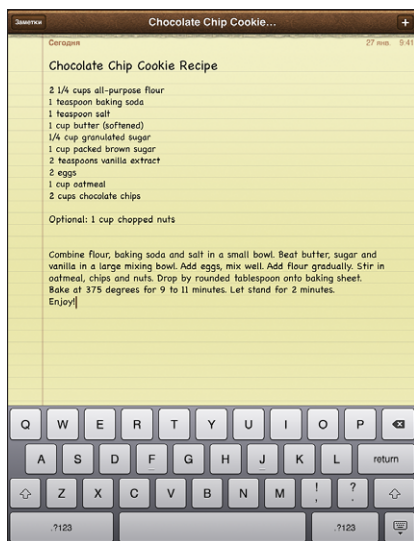 Заметки
Chocolate Chip Cookie...
+
Сегодня
27 янв. 9:41
Chocolate Chip Cookie Recipe
2 1/4 cups all-purpose flour
1 teaspoon baking soda
1 teaspoon salt
1 cup butter (softened)
1/4 cup granulated sugar
1 cup packed brown sugar
2 teaspoons vanilla extract
2 eggs
1 cup oatmeal
2 cups chocolate chips
Optional: 1 cup chopped nuts
Combine flour, baking soda and salt in a small bowl. Beat butter, sugar and
vanilla in a large mixing bowl. Add eggs, mix well. Add flour gradually. Stir in
oatmeal, chips and nuts. Drop by rounded tablespoon onto baking sheet.
Bake at 375 degrees for 9 to 11 minutes. Let stand for 2 minutes.
Enjoy!
Q W E R T Y U I O P
A S D F G H J K L return
Z X C V B N M ! , ? .
.?123 .?123